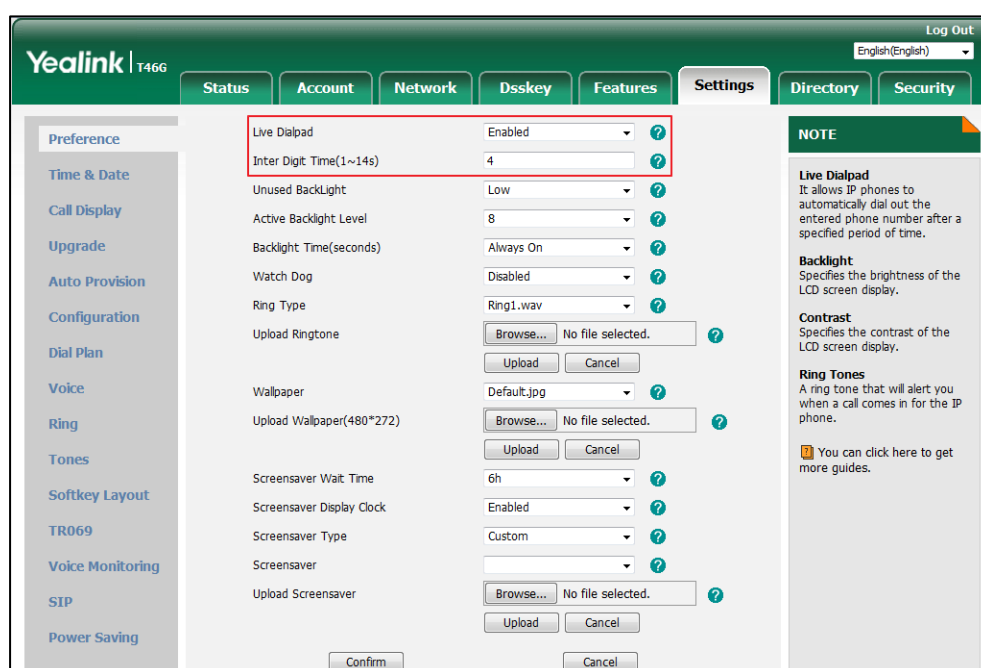 Log Out
Yealink T46G
English(English)
Status Account Network Dsskey Features Settings Directory Security
Preference
Time & Date
Call Display
Upgrade
Auto Provision
Configuration
Dial Plan
Voice
Ring
Tones
Softkey Layout
TR069
Voice Monitoring
SIP
Power Saving
Live Dialpad Enabled ?
Inter Digit Time(1~14s) 4 ?
Unused BackLight Low ?
Active Backlight Level 8 ?
Backlight Time(seconds) Always On ?
Watch Dog Disabled ?
Ring Type Ring1.wav ?
Upload Ringtone Browse... No file selected. ?
Upload Cancel
Wallpaper Default.jpg ?
Upload Wallpaper(480*272) Browse... No file selected. ?
Upload Cancel
Screensaver Wait Time 6h ?
Screensaver Display Clock Enabled ?
Screensaver Type Custom ?
Screensaver ?
Upload Screensaver Browse... No file selected. ?
Upload Cancel
Confirm Cancel
NOTE
Live Dialpad
It allows IP phones to
automatically dial out the
entered phone number after a
specified period of time.
Backlight
Specifies the brightness of the
LCD screen display.
Contrast
Specifies the contrast of the
LCD screen display.
Ring Tones
A ring tone that will alert you
when a call comes in for the IP
phone.
? You can click here to get
more guides.